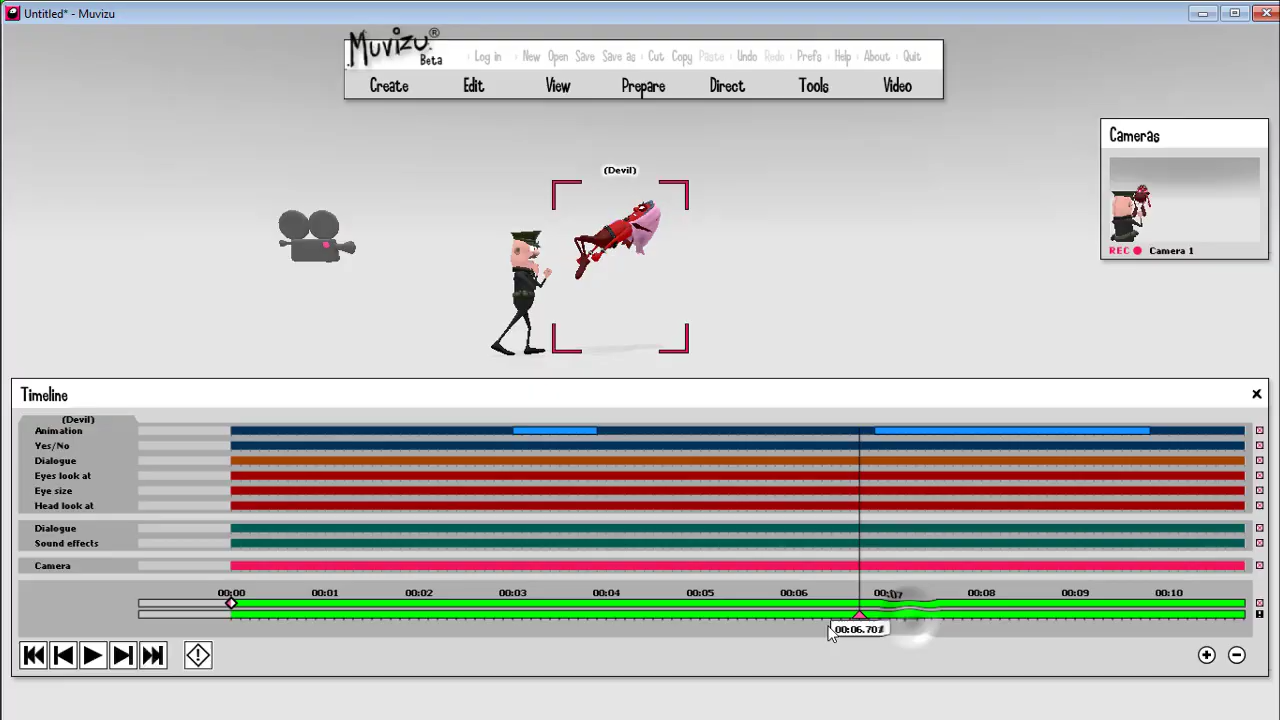 Untitled* - Muvizu
Muvizu®
Beta
Log in New Open Save Save as Cut Copy Paste Undo Redo Prefs Help About Quit
Create Edit View Prepare Direct Tools Video
Cameras
REC Camera 1
(Devil)
Timeline
(Devil)
Animation
Yes/No
Dialogue
Eyes look at
Eye size
Head look at
Dialogue
Sound effects
Camera
00:00 00:01 00:02 00:03 00:04 00:05 00:06 00:07 00:08 00:09 00:10